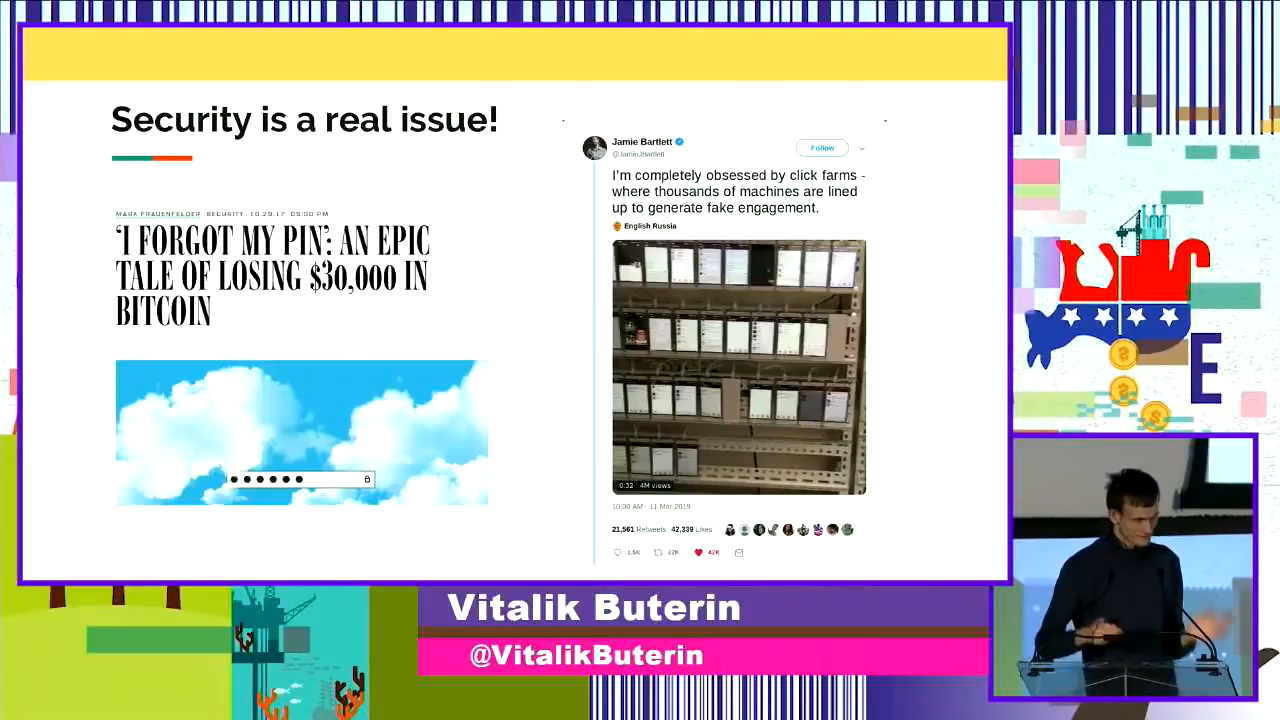 Security is a real issue!
MARK FRAUENFELDER SECURITY 10.29.17 05:00 PM
‘I FORGOT MY PIN’: AN EPIC
TALE OF LOSING $30,000 IN
BITCOIN
Jamie Bartlett
@JamieJBartlett
Follow
I'm completely obsessed by click farms -
where thousands of machines are lined
up to generate fake engagement.
English Russia
0:32 4M views
10:00 AM - 11 Mar 2019
21,561 Retweets 42,339 Likes
1.5K 22K 42K
E
Vitalik Buterin
@VitalikButerin